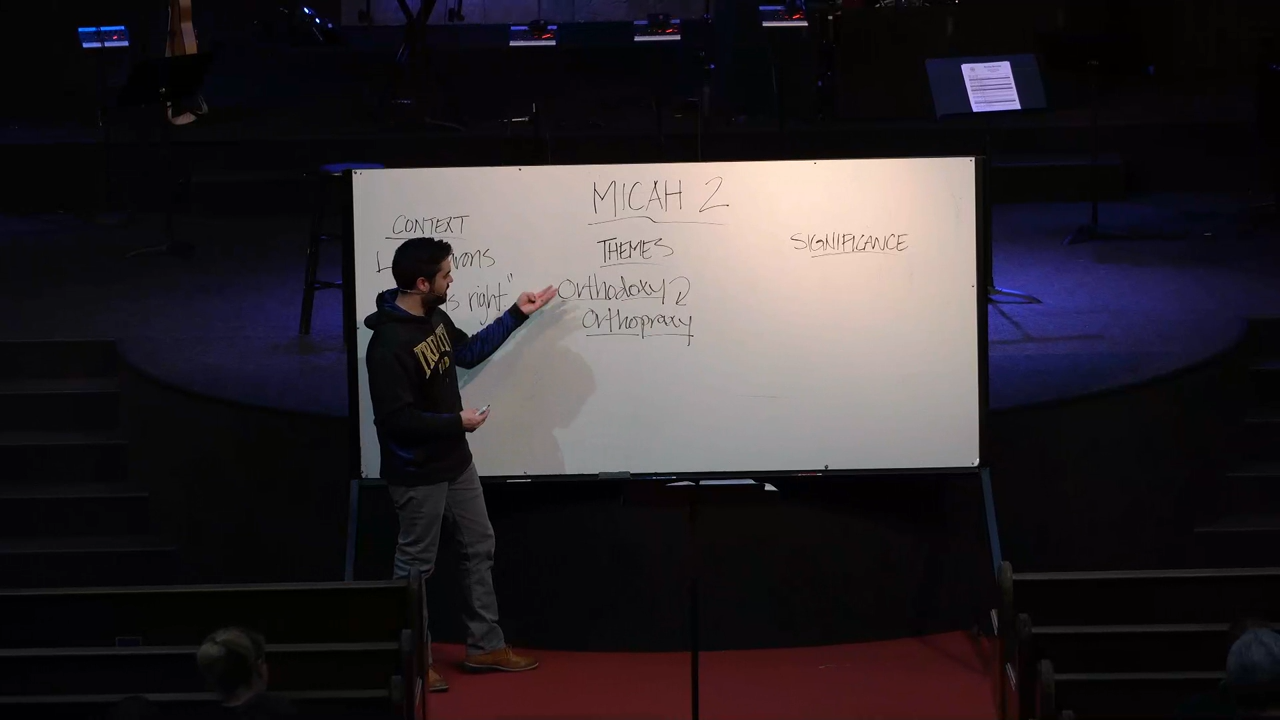 MICAH 2
CONTEXT
THEMES
SIGNIFICANCE
s right"
Orthodoxy
Orthopraxy